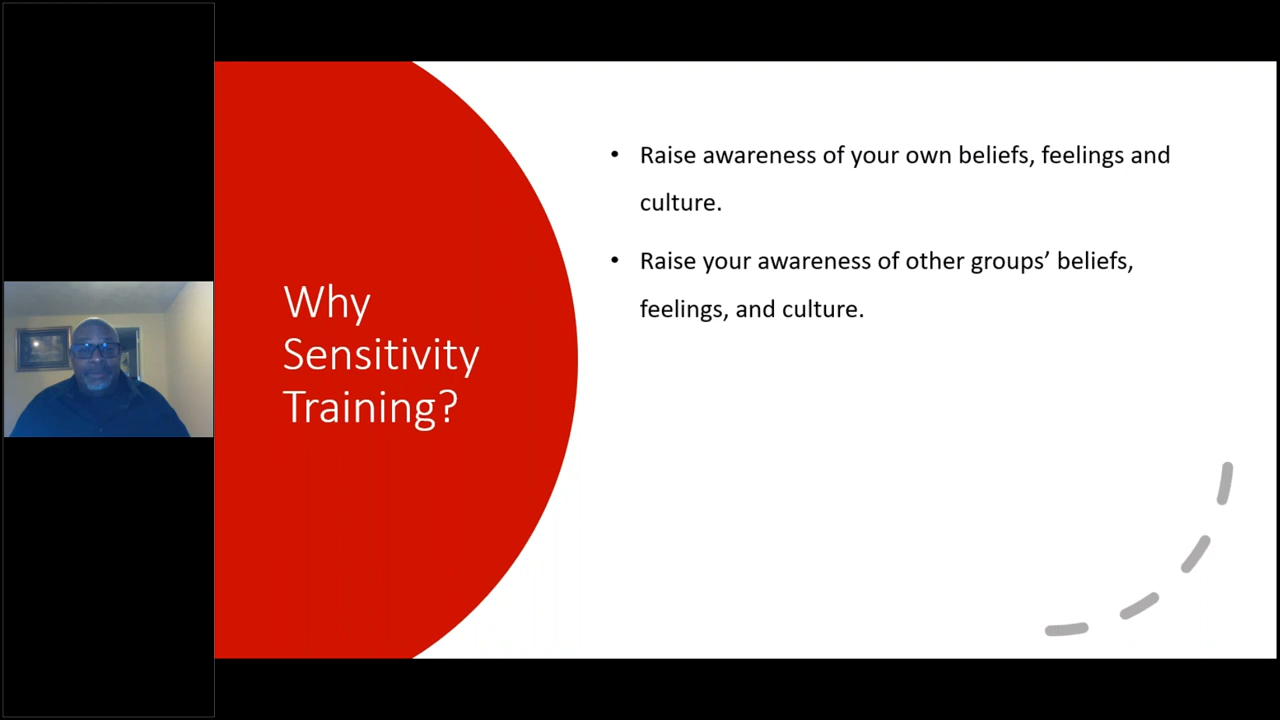 Why
Sensitivity
Training?
• Raise awareness of your own beliefs, feelings and
culture.
• Raise your awareness of other groups’ beliefs,
feelings, and culture.